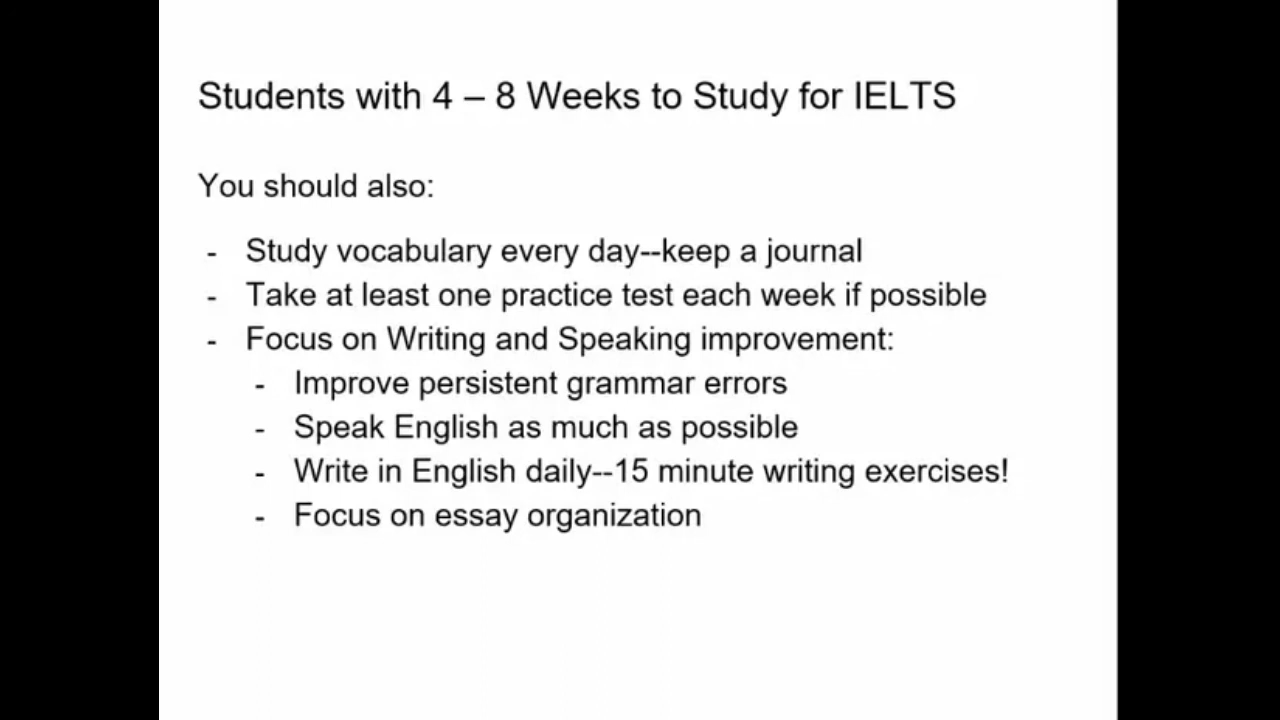 Students with 4 – 8 Weeks to Study for IELTS
You should also:
- Study vocabulary every day--keep a journal
- Take at least one practice test each week if possible
- Focus on Writing and Speaking improvement:
- Improve persistent grammar errors
- Speak English as much as possible
- Write in English daily--15 minute writing exercises!
- Focus on essay organization